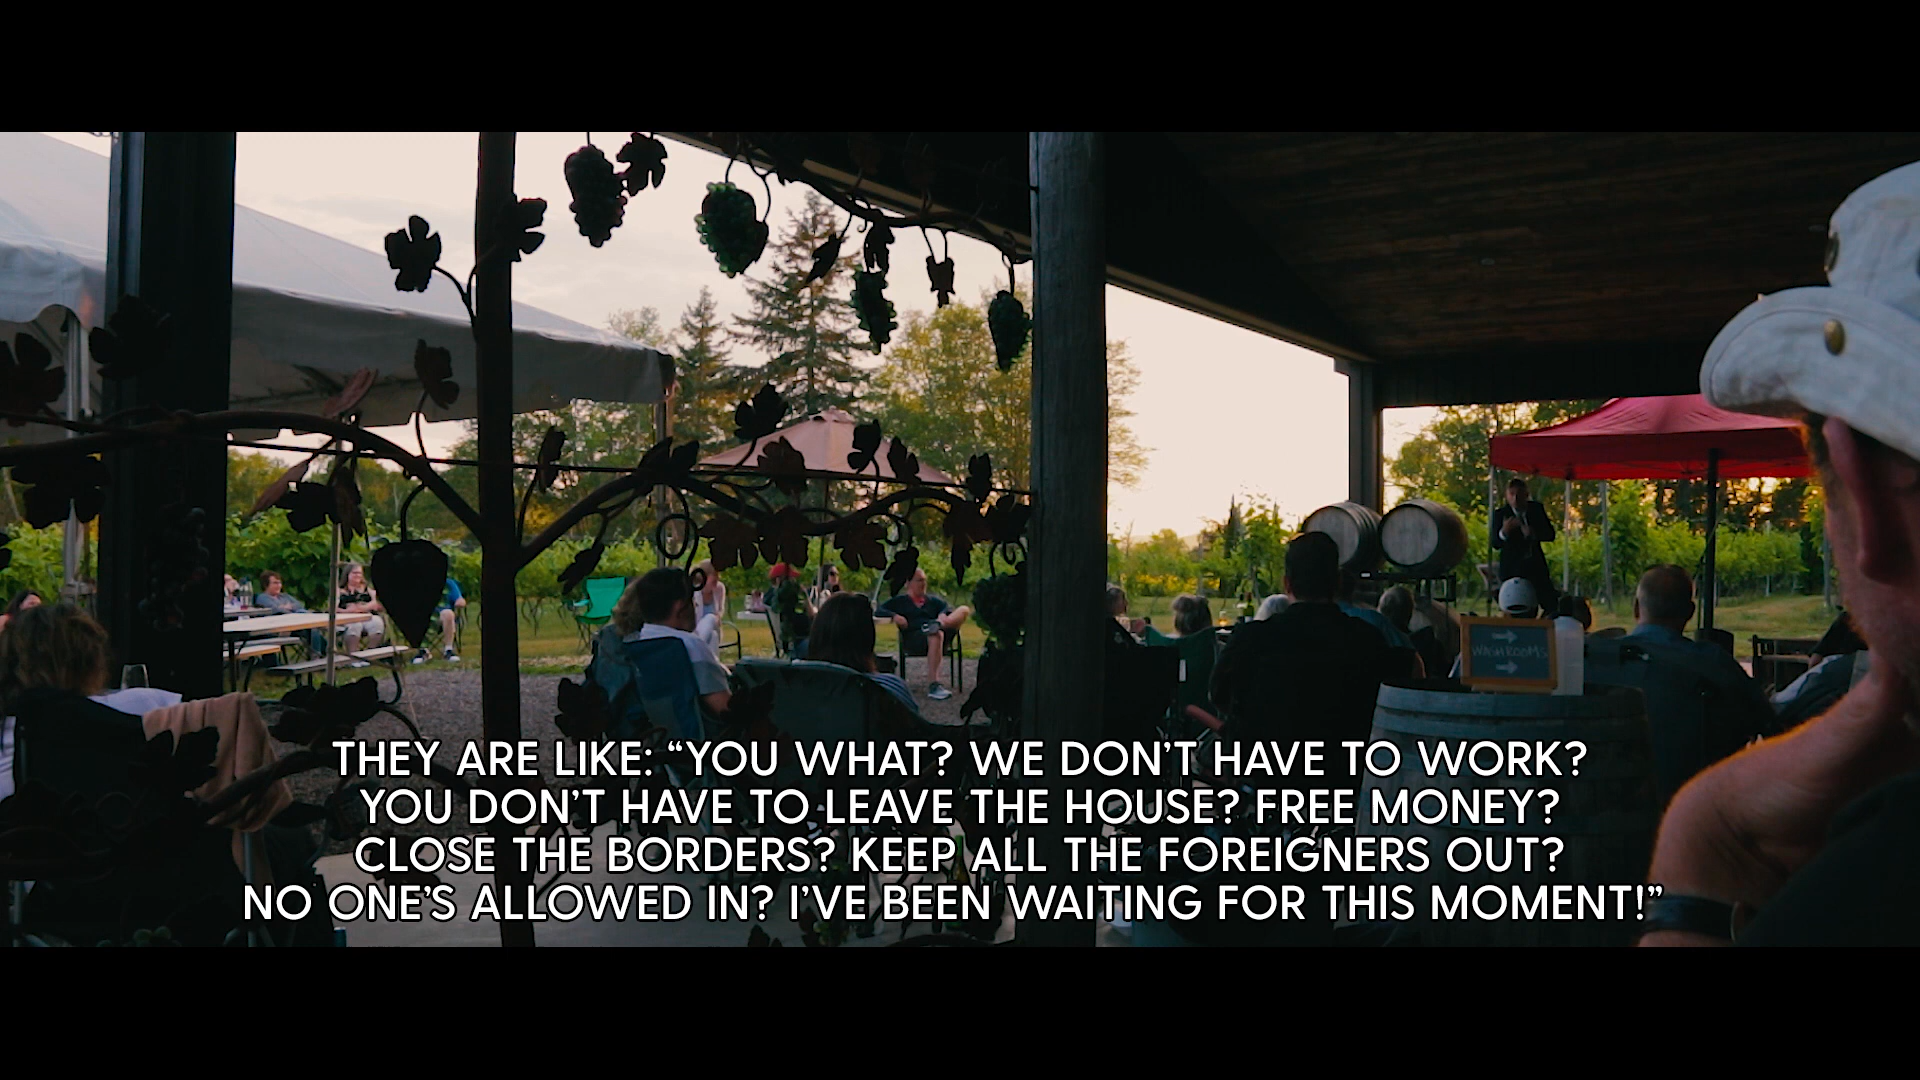 WASHROOMS
THEY ARE LIKE: “YOU WHAT? WE DON’T HAVE TO WORK?
YOU DON’T HAVE TO LEAVE THE HOUSE? FREE MONEY?
CLOSE THE BORDERS? KEEP ALL THE FOREIGNERS OUT?
NO ONE’S ALLOWED IN? I’VE BEEN WAITING FOR THIS MOMENT!”